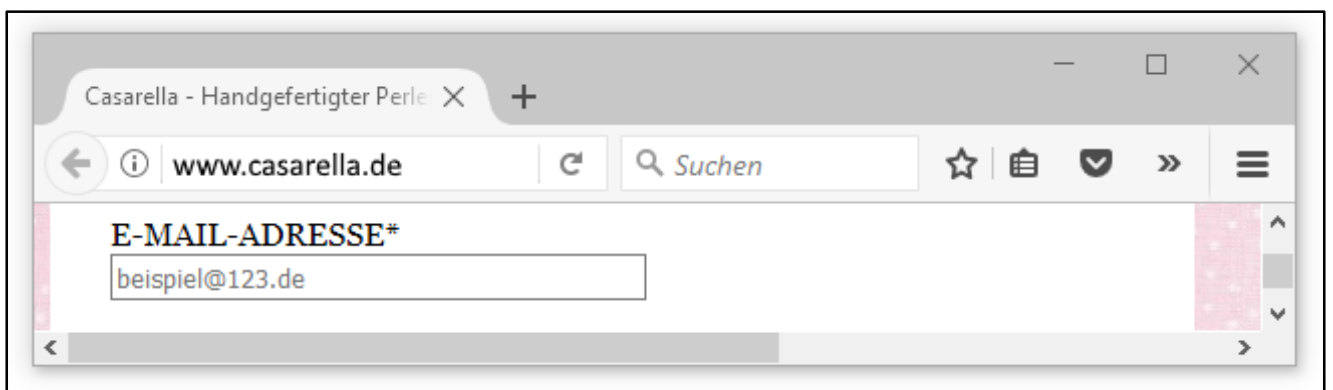 Casarella - Handgefertigter Perle
www.casarella.de
Suchen
E-MAIL-ADRESSE*
beispiel@123.de